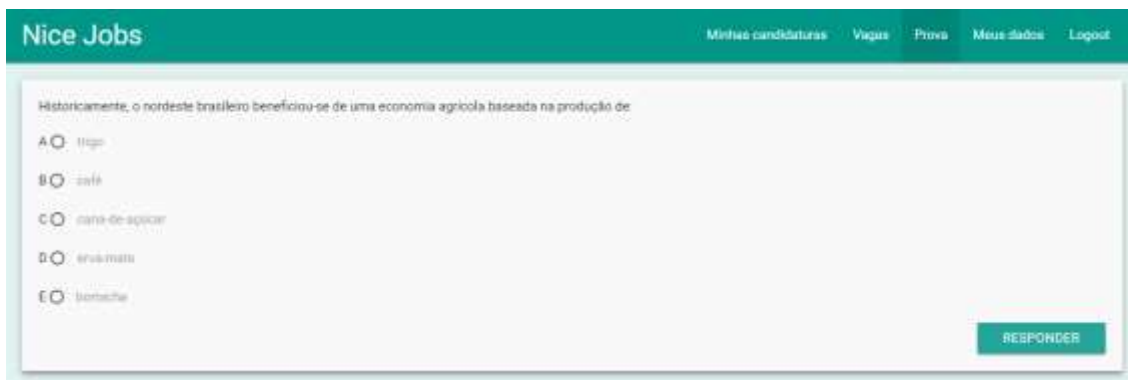 Nice Jobs
Minhas candidaturas Vagas Prova Meus dados Logout
Historicamente, o nordeste brasileiro beneficiou-se de uma economia agrícola baseada na produção de
A trigo
B café
C cana-de-açúcar
D erva-mate
E borracha
RESPONDER